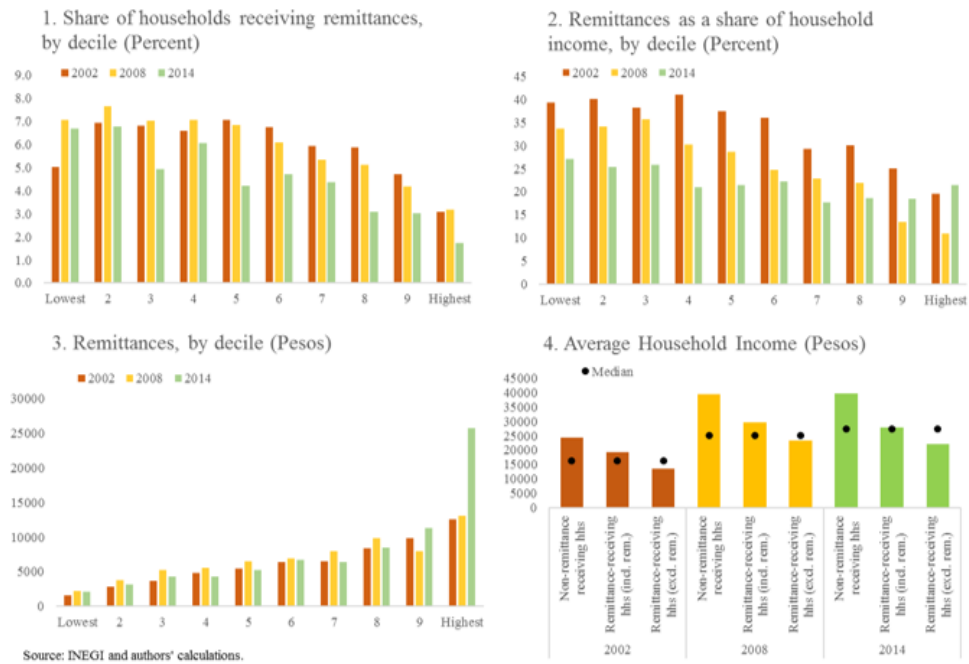 1. Share of households receiving remittances,
by decile (Percent)
2002 2008 2014
9.0
8.0
7.0
6.0
5.0
4.0
3.0
2.0
1.0
0.0
Lowest 2 3 4 5 6 7 8 9 Highest
2. Remittances as a share of household
income, by decile (Percent)
2002 2008 2014
45
40
35
30
25
20
15
10
5
0
Lowest 2 3 4 5 6 7 8 9 Highest
3. Remittances, by decile (Pesos)
2002 2008 2014
30000
25000
20000
15000
10000
5000
0
Lowest 2 3 4 5 6 7 8 9 Highest
4. Average Household Income (Pesos)
Median
45000
40000
35000
30000
25000
20000
15000
10000
5000
0
Non-remittance
receiving hhs
Remittance-receiving
hhs (incl. rem.)
Remittance-receiving
hhs (excl. rem.)
Non-remittance
receiving hhs
Remittance-receiving
hhs (incl. rem.)
Remittance-receiving
hhs (excl. rem.)
Non-remittance
receiving hhs
Remittance-receiving
hhs (incl. rem.)
Remittance-receiving
hhs (excl. rem.)
2002 2008 2014
Source: INEGI and authors' calculations.